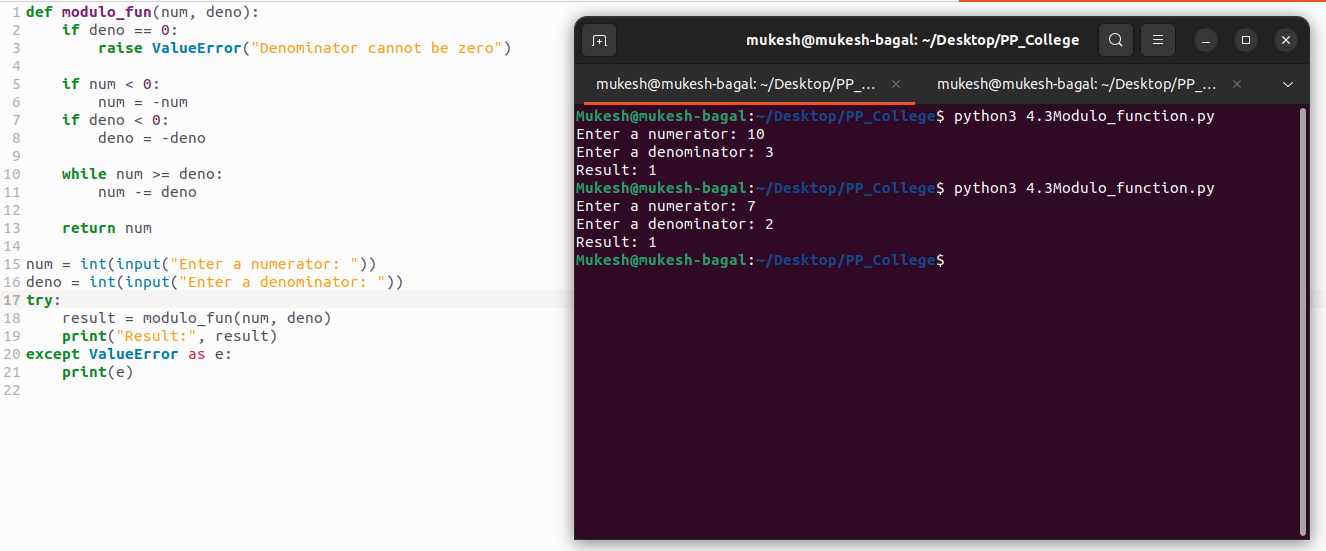 1 def modulo_fun(num, deno):
2     if deno == 0:
3         raise ValueError("Denominator cannot be zero")
4
5     if num < 0:
6         num = -num
7     if deno < 0:
8         deno = -deno
9
10     while num >= deno:
11         num -= deno
12
13     return num
14
15 num = int(input("Enter a numerator: "))
16 deno = int(input("Enter a denominator: "))
17 try:
18     result = modulo_fun(num, deno)
19     print("Result:", result)
20 except ValueError as e:
21     print(e)
22
mukesh@mukesh-bagal: ~/Desktop/PP_College
mukesh@mukesh-bagal: ~/Desktop/PP_... × mukesh@mukesh-bagal: ~/Desktop/PP_... ×
Mukesh@mukesh-bagal:~/Desktop/PP_College$ python3 4.3Modulo_function.py
Enter a numerator: 10
Enter a denominator: 3
Result: 1
Mukesh@mukesh-bagal:~/Desktop/PP_College$ python3 4.3Modulo_function.py
Enter a numerator: 7
Enter a denominator: 2
Result: 1
Mukesh@mukesh-bagal:~/Desktop/PP_College$